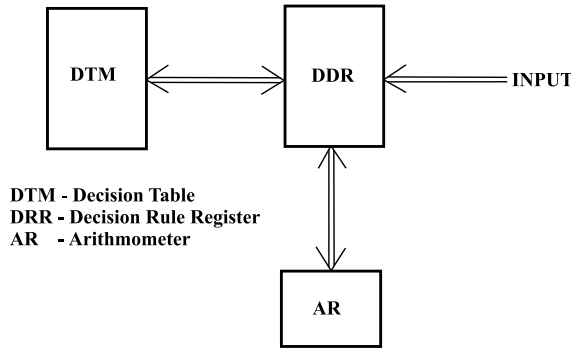 DTM
DDR
INPUT
DTM - Decision Table
DRR - Decision Rule Register
AR - Arithmometer
AR